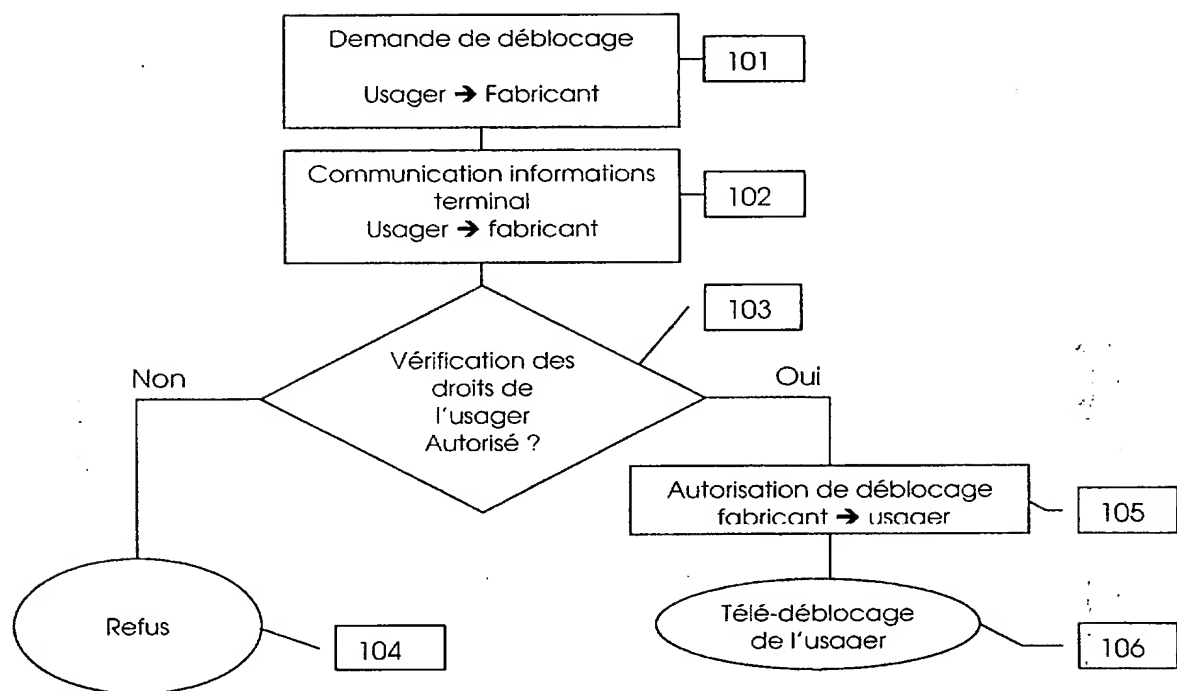 Demande de déblocage
Usager → Fabricant
101
Communication informations
terminal
Usager → fabricant
102
103
Vérification des
droits de
l'usager
Autorisé ?
Non
Oui
Autorisation de déblocage
fabricant → usager
105
Refus
104
Télé-déblocage
de l'usager
106